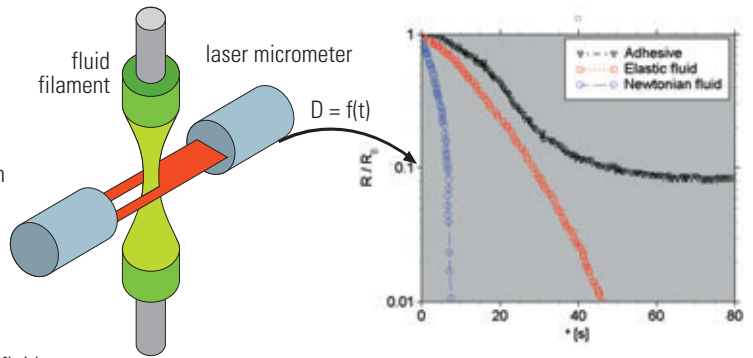 fluid
filament
laser micrometer
D = f(t)
Adhesive
Elastic fluid
Newtonian fluid
R / R
1
0.1
0.01
0
20
40
60
80
[s]